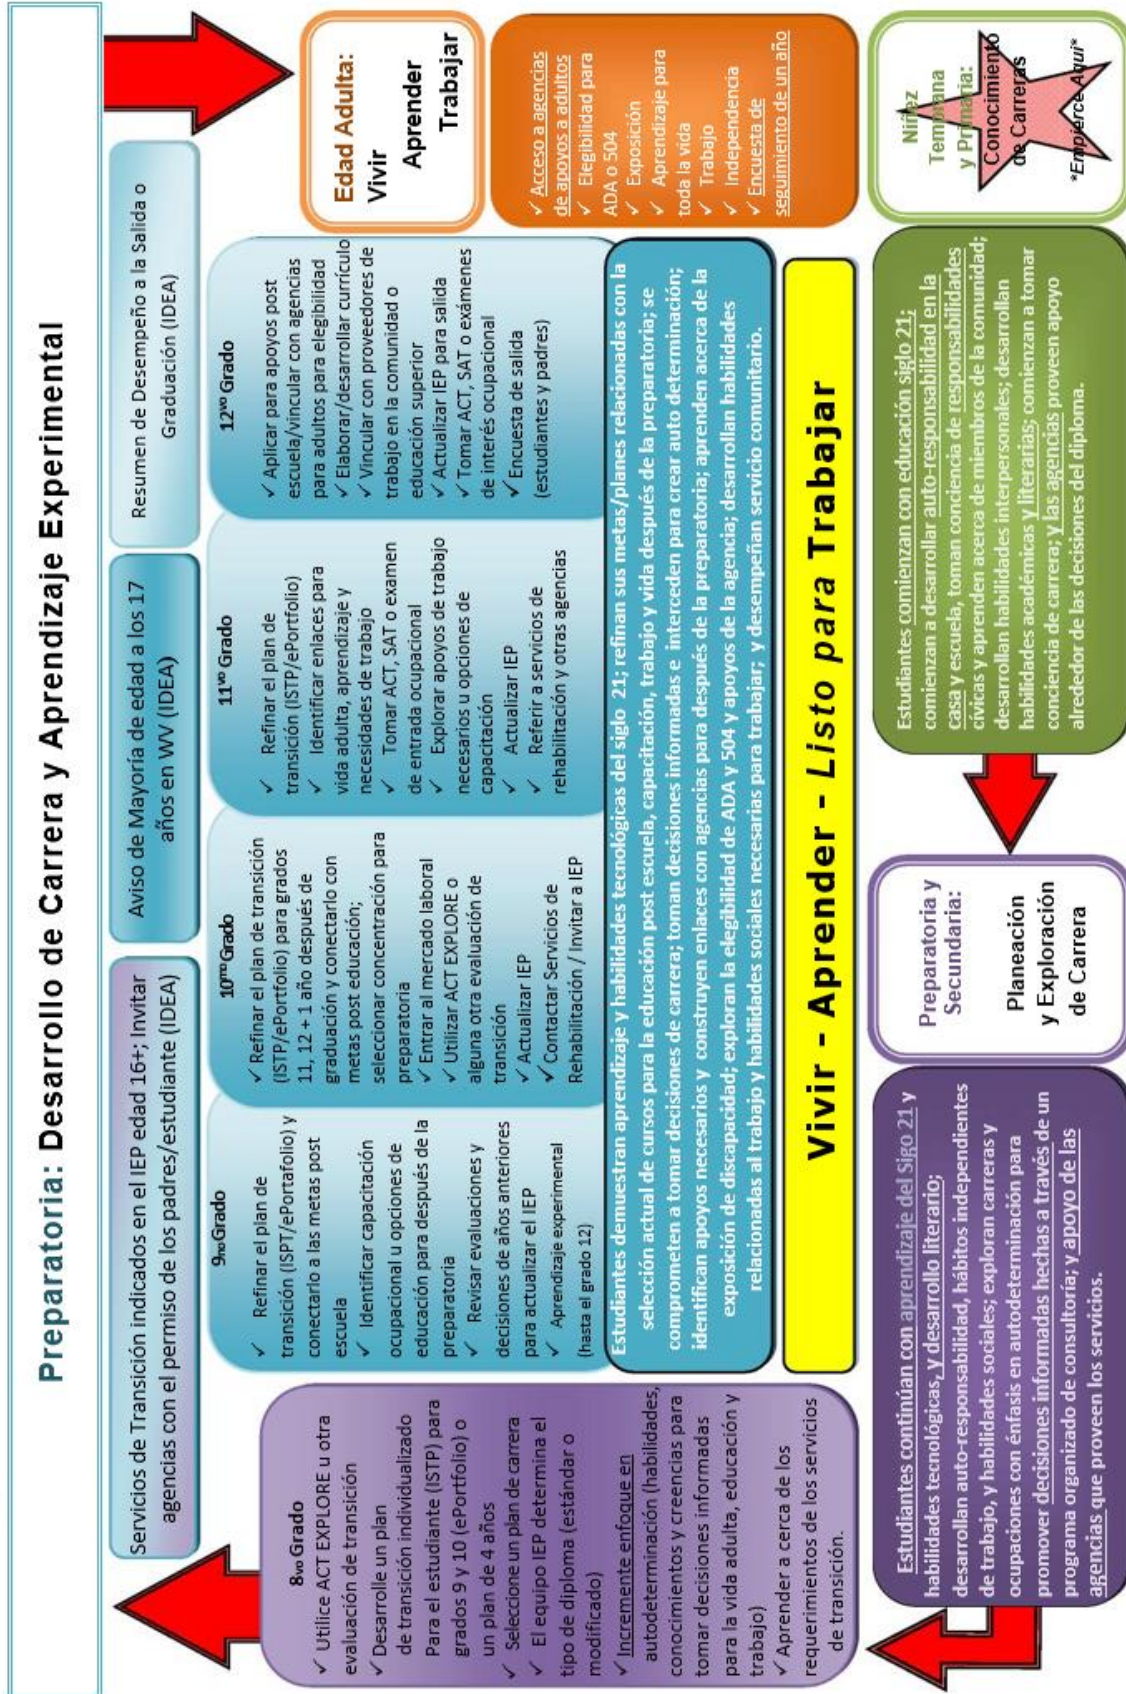 Preparatoria: Desarrollo de Carrera y Aprendizaje Experimental
Servicios de Transición indicados en el IEP edad 16+; Invitar
agencias con el permiso de los padres/estudiante (IDEA)
Aviso de Mayoría de edad a los 17
años en WV (IDEA)
Resumen de Desempeño a la Salida o
Graduación (IDEA)
8vo Grado
✓ Utilice ACT EXPLORE u otra
evaluación de transición
✓ Desarrolle un plan
de transición individualizado
Para el estudiante (ISTP) para
grados 9 y 10 (ePortfolio) o
un plan de 4 años
✓ Seleccione un plan de carrera
✓ El equipo IEP determina el
tipo de diploma (estándar o
modificado)
✓ Incremente enfoque en
autodeterminación (habilidades,
conocimientos y creencias para
tomar decisiones informadas
para la vida adulta, educación y
trabajo)
✓ Aprender a cerca de los
requerimientos de los servicios
de transición.
9no Grado
✓ Refinar el plan de
transición (ISPT/ePortafolio) y
conectarlo a las metas post
escuela
✓ Identificar capacitación
ocupacional u opciones de
educación para después de la
preparatoria
✓ Revisar evaluaciones y
decisiones de años anteriores
para actualizar el IEP
✓ Aprendizaje experimental
(hasta el grado 12)
10mo Grado
✓ Refinar el plan de transición
(ISTP/ePortfolio) para grados
11, 12 + 1 año después de
graduación y conectarlo con
metas post educación;
seleccionar concentración para
preparatoria
✓ Entrar al mercado laboral
✓ Utilizar ACT EXPLORE o
alguna otra evaluación de
transición
✓ Actualizar IEP
✓ Contactar Servicios de
Rehabilitación / Invitar a IEP
11vo Grado
✓ Refinar el plan de
transición (ISTP/ePortfolio)
✓ Identificar enlaces para
vida adulta, aprendizaje y
necesidades de trabajo
✓ Tomar ACT, SAT o examen
de entrada ocupacional
✓ Explorar apoyos de trabajo
necesarios u opciones de
capacitación
✓ Actualizar IEP
✓ Referir a servicios de
rehabilitación y otras agencias
12vo Grado
✓ Aplicar para apoyos post
escuela/vincular con agencias
para adultos para elegibilidad
✓ Elaborar/desarrollar currículo
✓ Vincular con proveedores de
trabajo en la comunidad o
educación superior
✓ Actualizar IEP para salida
✓ Tomar ACT, SAT o exámenes
de interés ocupacional
✓ Encuesta de salida
(estudiantes y padres)
Edad Adulta:
Vivir
Aprender
Trabajar
✓ Acceso a agencias
de apoyos a adultos
✓ Elegibilidad para
ADA o 504
✓ Exposición
✓ Aprendizaje para
toda la vida
✓ Trabajo
✓ Independencia
✓ Encuesta de
seguimiento de un año
Estudiantes demuestran aprendizaje y habilidades tecnológicas del siglo 21; refinan sus metas/planes relacionadas con la
selección actual de cursos para la educación post escuela, capacitación, trabajo y vida después de la preparatoria; se
comprometen a tomar decisiones de carrera; toman decisiones informadas e interceden para crear auto determinación;
identifican apoyos necesarios y construyen enlaces con agencias para después de la preparatoria; aprenden acerca de la
exposición de discapacidad; exploran la elegibilidad de ADA y 504 y apoyos de la agencia; desarrollan habilidades
relacionadas al trabajo y habilidades sociales necesarias para trabajar; y desempeñan servicio comunitario.
Vivir - Aprender - Listo para Trabajar
Estudiantes continúan con aprendizaje del Sigo 21 y
habilidades tecnológicas, y desarrollo literario;
desarrollan auto-responsabilidad, hábitos independientes
de trabajo, y habilidades sociales; exploran carreras y
ocupaciones con énfasis en autodeterminación para
promover decisiones informadas hechas a través de un
programa organizado de consultoría; y apoyo de las
agencias que proveen los servicios.
Preparatoria y
Secundaria:
Planeación
y Exploración
de Carrera
Estudiantes comienzan con educación siglo 21;
comienzan a desarrollar auto-responsabilidad en la
casa y escuela, toman conciencia de responsabilidades
cívicas y aprenden acerca de miembros de la comunidad;
desarrollan habilidades interpersonales; desarrollan
habilidades académicas y literarias; comienzan a tomar
conciencia de carrera; y las agencias proveen apoyo
alrededor de las decisiones del diploma.
Niñez
Temprana
y Primaria:
Conocimiento
de Carreras
*Empierce Aqui*